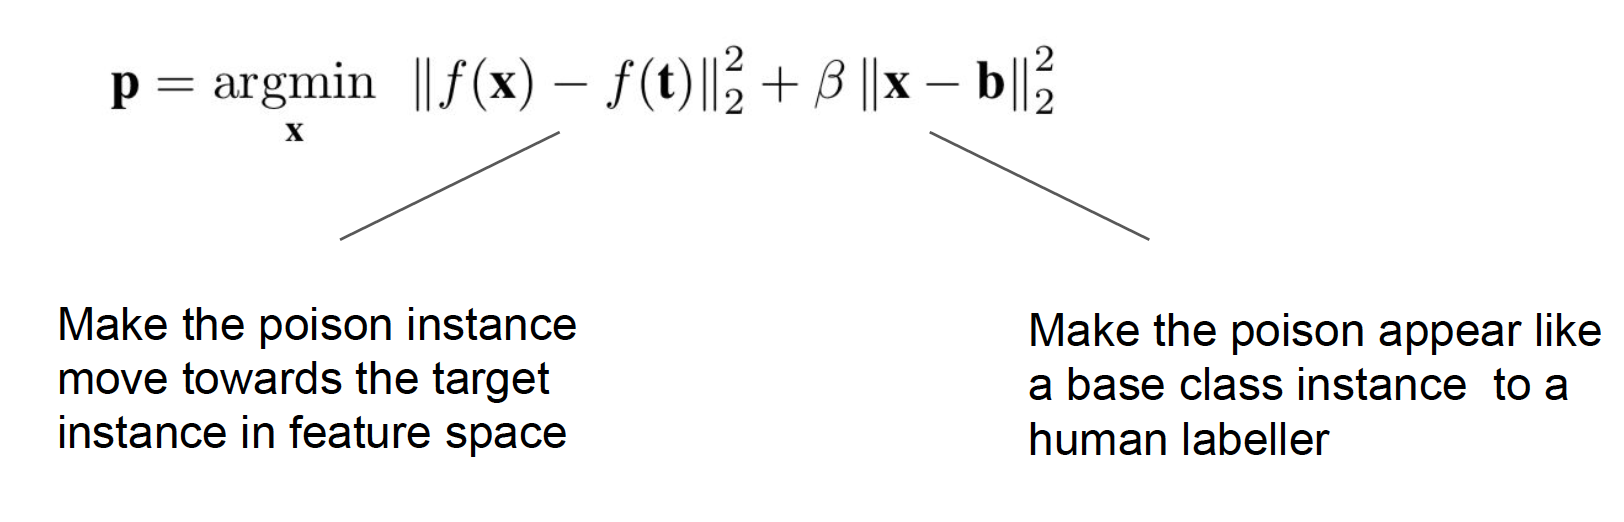 p = argmin_x ‖f(x) − f(t)‖₂² + β ‖x − b‖₂²
Make the poison instance
move towards the target
instance in feature space
Make the poison appear like
a base class instance  to a
human labeller